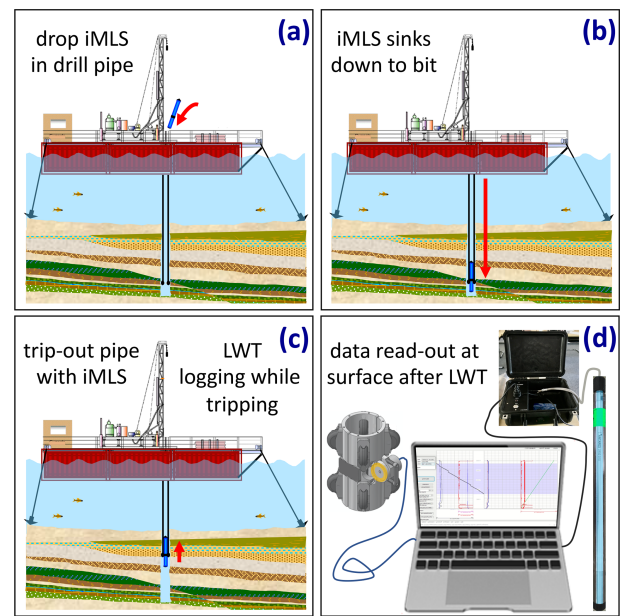 drop iMLS
in drill pipe
(a)
iMLS sinks
down to bit
(b)
trip-out pipe
with iMLS
LWT
logging while
tripping
(c)
data read-out at
surface after LWT
(d)